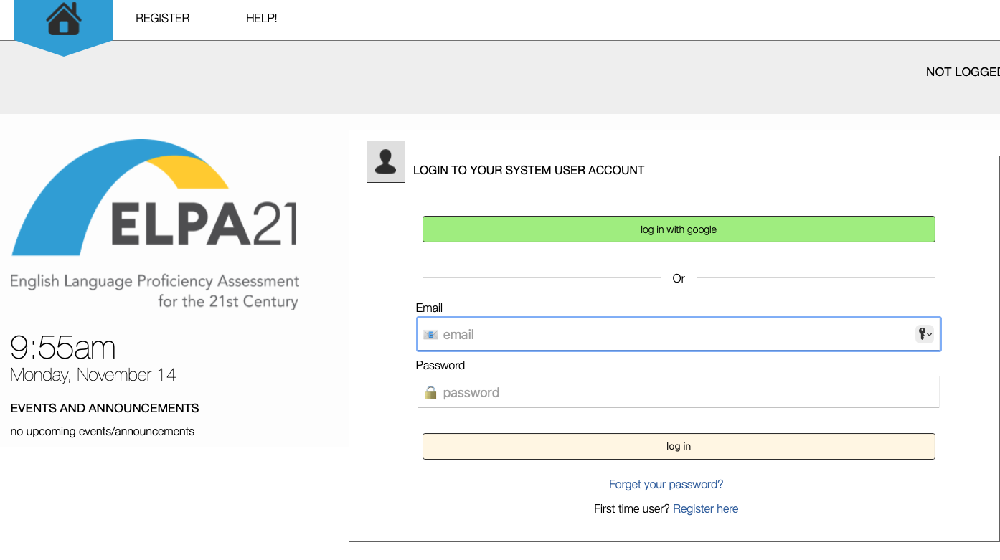 REGISTER
HELP!
NOT LOGGED
ELPA21
English Language Proficiency Assessment
for the 21st Century
9:55am
Monday, November 14
EVENTS AND ANNOUNCEMENTS
no upcoming events/announcements
LOGIN TO YOUR SYSTEM USER ACCOUNT
log in with google
Or
Email
email
Password
password
log in
Forget your password?
First time user? Register here